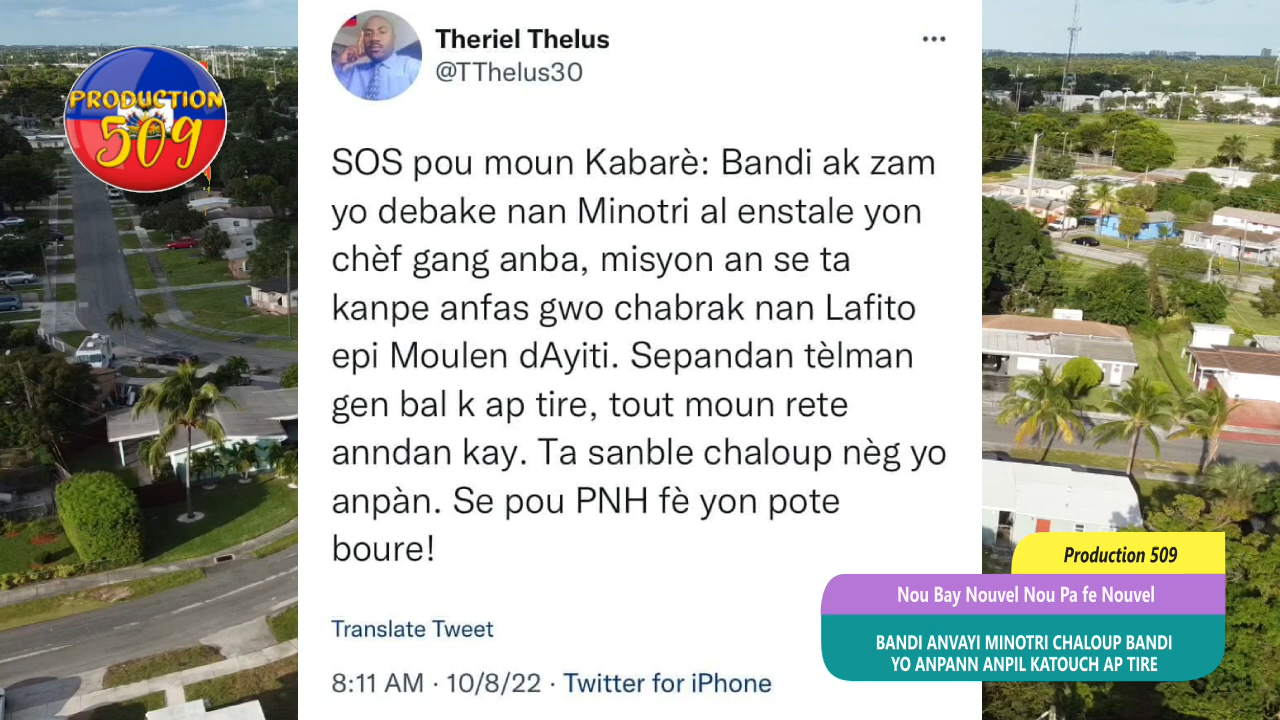 PRODUCTION
509
Theriel Thelus
@TThelus30
SOS pou moun Kabarè: Bandi ak zam
yo debake nan Minotri al enstale yon
chèf gang anba, misyon an se ta
kanpe anfas gwo chabrak nan Lafito
epi Moulen dAyiti. Sepandan tèlman
gen bal k ap tire, tout moun rete
anndan kay. Ta sanble chaloup nèg yo
anpàn. Se pou PNH fè yon pote
boure!
Translate Tweet
8:11 AM · 10/8/22 · Twitter for iPhone
Production 509
Nou Bay Nouvel Nou Pa fe Nouvel
BANDI ANVAYI MINOTRI CHALOUP BANDI
YO ANPANN ANPIL KATOUCH AP TIRE